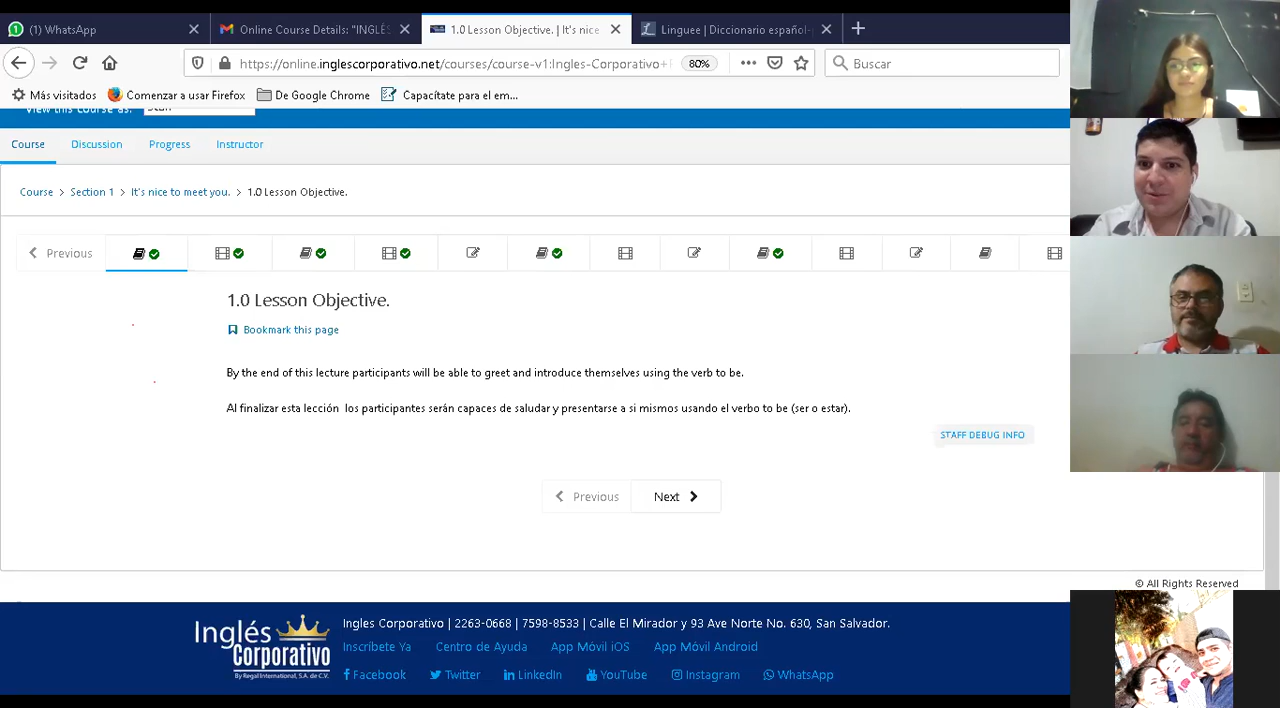 (1) WhatsApp
Online Course Details: "INGLÉS
1.0 Lesson Objective. | It's nice
Linguee | Diccionario español-
https://online.inglescorporativo.net/courses/course-v1:Ingles-Corporativo+
80%
Buscar
Más visitados
Comenzar a usar Firefox
De Google Chrome
Capacítate para el em...
View this course as:
Staff
Course
Discussion
Progress
Instructor
Course > Section 1 > It's nice to meet you. > 1.0 Lesson Objective.
Previous
1.0 Lesson Objective.
Bookmark this page
By the end of this lecture participants will be able to greet and introduce themselves using the verb to be.
Al finalizar esta lección los participantes serán capaces de saludar y presentarse a si mismos usando el verbo to be (ser o estar).
STAFF DEBUG INFO
Previous
Next
© All Rights Reserved
Inglés
Corporativo
By Regal International, S.A. de C.V.
Ingles Corporativo | 2263-0668 | 7598-8533 | Calle El Mirador y 93 Ave Norte No. 630, San Salvador.
Inscríbete Ya
Centro de Ayuda
App Móvil iOS
App Móvil Android
Facebook
Twitter
LinkedIn
YouTube
Instagram
WhatsApp